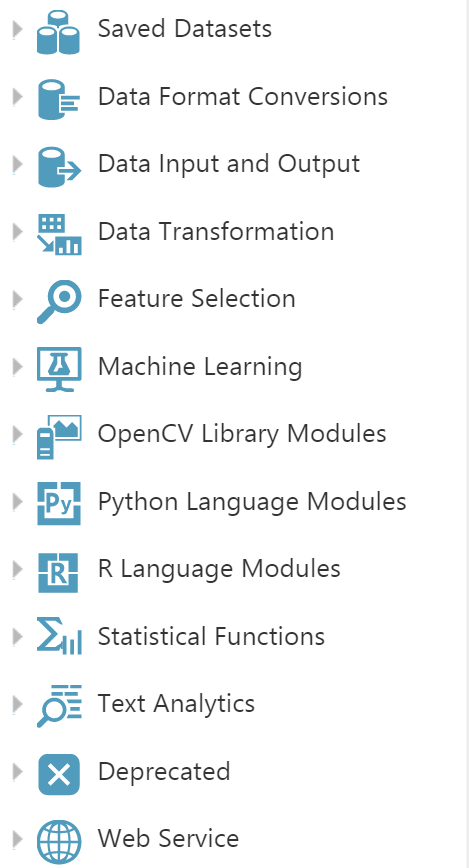 Saved Datasets
Data Format Conversions
Data Input and Output
Data Transformation
Feature Selection
Machine Learning
OpenCV Library Modules
Py Python Language Modules
R R Language Modules
Statistical Functions
Text Analytics
Deprecated
Web Service